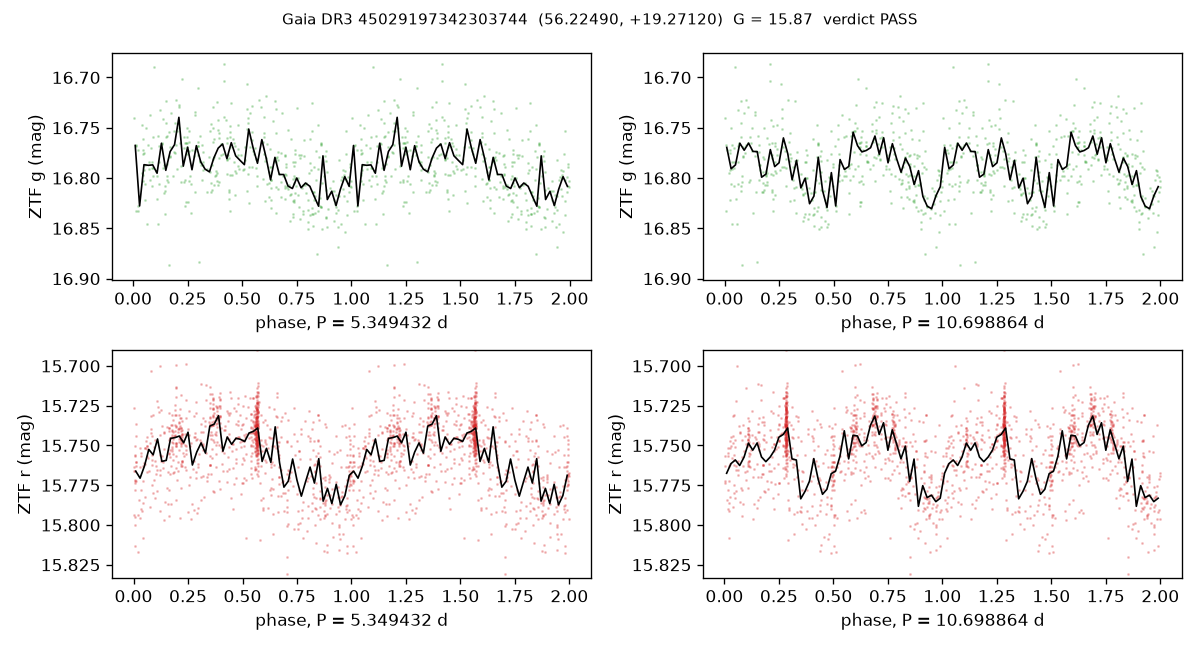 Gaia DR3 45029197342303744 (56.22490, +19.27120) G = 15.87 verdict PASS
ZTF g (mag)
16.70
16.75
16.80
16.85
16.90
0.00 0.25 0.50 0.75 1.00 1.25 1.50 1.75 2.00
phase, P = 5.349432 d
ZTF g (mag)
16.70
16.75
16.80
16.85
16.90
0.00 0.25 0.50 0.75 1.00 1.25 1.50 1.75 2.00
phase, P = 10.698864 d
ZTF r (mag)
15.700
15.725
15.750
15.775
15.800
15.825
0.00 0.25 0.50 0.75 1.00 1.25 1.50 1.75 2.00
phase, P = 5.349432 d
ZTF r (mag)
15.700
15.725
15.750
15.775
15.800
15.825
0.00 0.25 0.50 0.75 1.00 1.25 1.50 1.75 2.00
phase, P = 10.698864 d